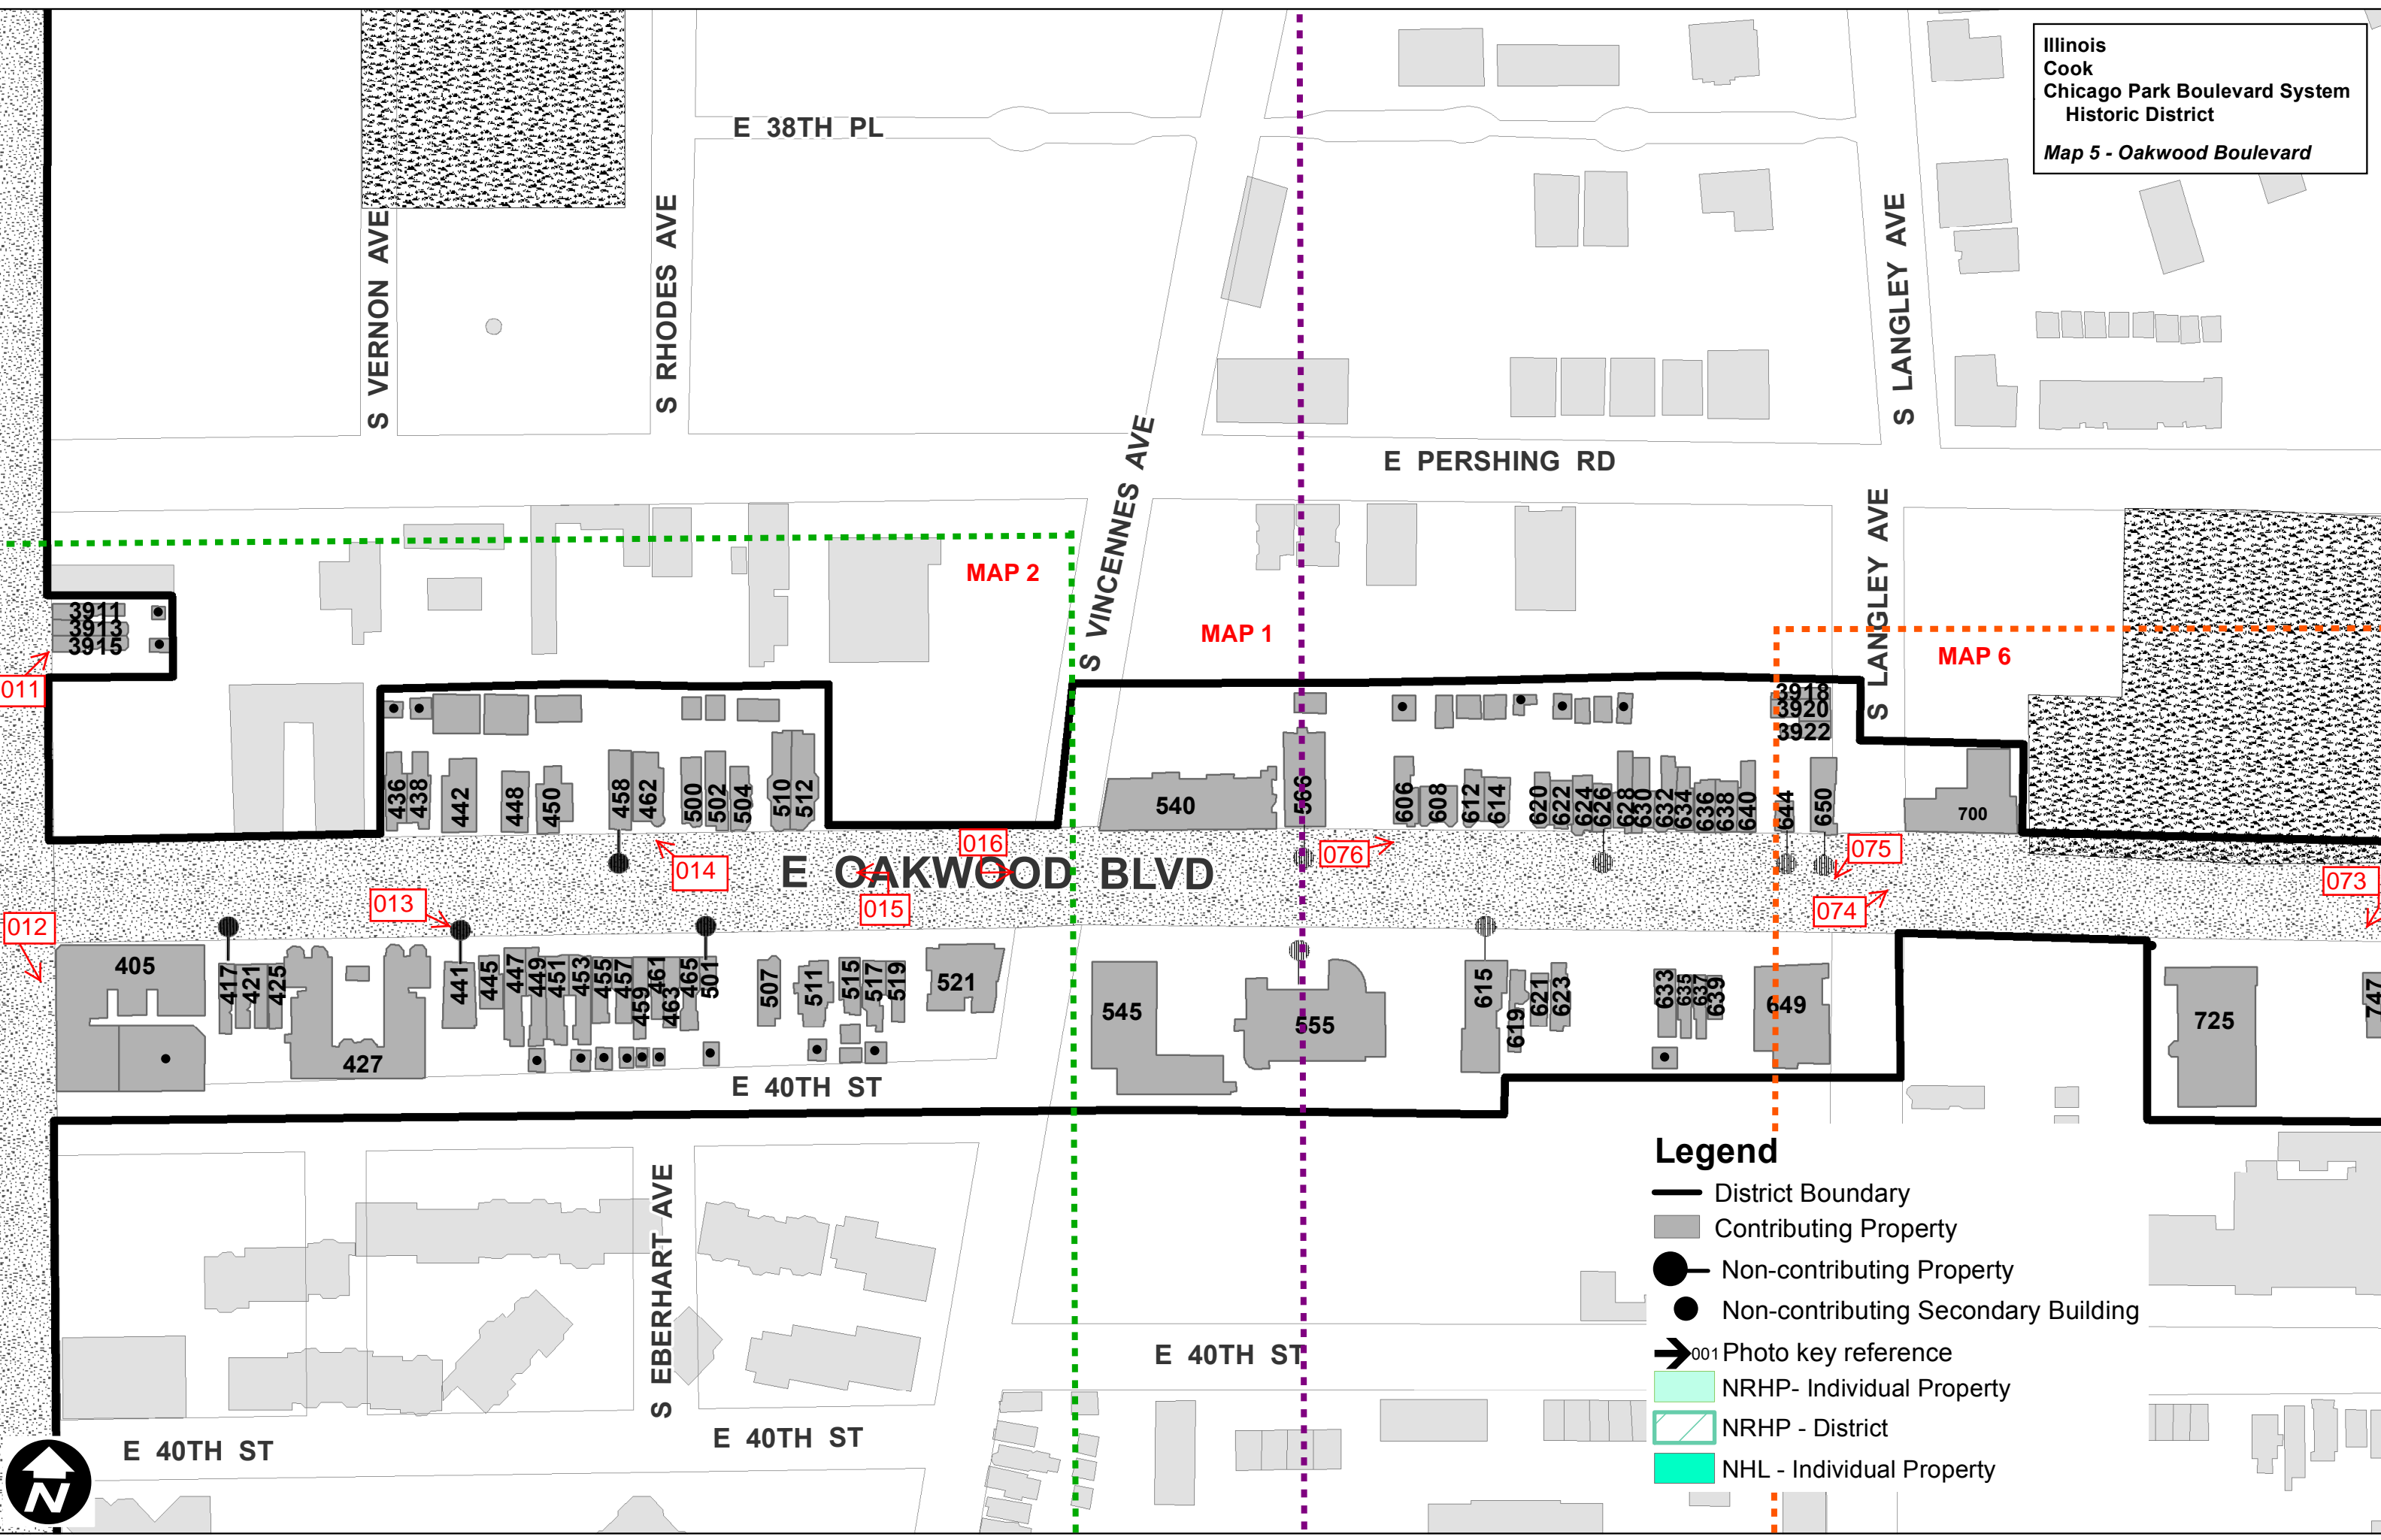 Illinois
Cook
Chicago Park Boulevard System
Historic District
Map 5 - Oakwood Boulevard
E 38TH PL
S VERNON AVE
S RHODES AVE
S VINCENNES AVE
S LANGLEY AVE
E PERSHING RD
S LANGLEY AVE
MAP 2
MAP 1
MAP 6
3911
3913
3915
011
3918
3920
3922
436
438
442
448
450
458
462
500
502
504
510
512
540
566
606
608
612
614
620
622
624
626
628
630
632
634
636
638
640
644
650
700
E OAKWOOD BLVD
012
013
014
015
016
076
075
074
073
405
417
421
425
427
441
445
447
449
451
453
455
457
459
461
463
465
501
507
511
515
517
519
521
545
555
615
619
621
623
633
635
637
639
649
725
747
E 40TH ST
S EBERHART AVE
E 40TH ST
E 40TH ST
E 40TH ST
N
Legend
District Boundary
Contributing Property
Non-contributing Property
Non-contributing Secondary Building
001 Photo key reference
NRHP- Individual Property
NRHP - District
NHL - Individual Property